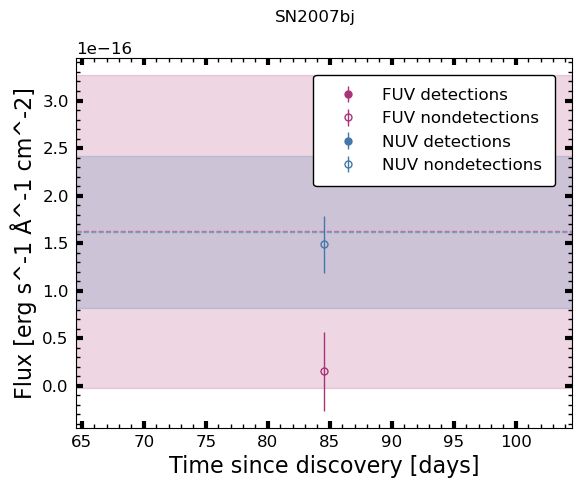 SN2007bj
1e−16
Flux [erg s^-1 Å^-1 cm^-2]
3.0
2.5
2.0
1.5
1.0
0.5
0.0
FUV detections
FUV nondetections
NUV detections
NUV nondetections
65 70 75 80 85 90 95 100
Time since discovery [days]